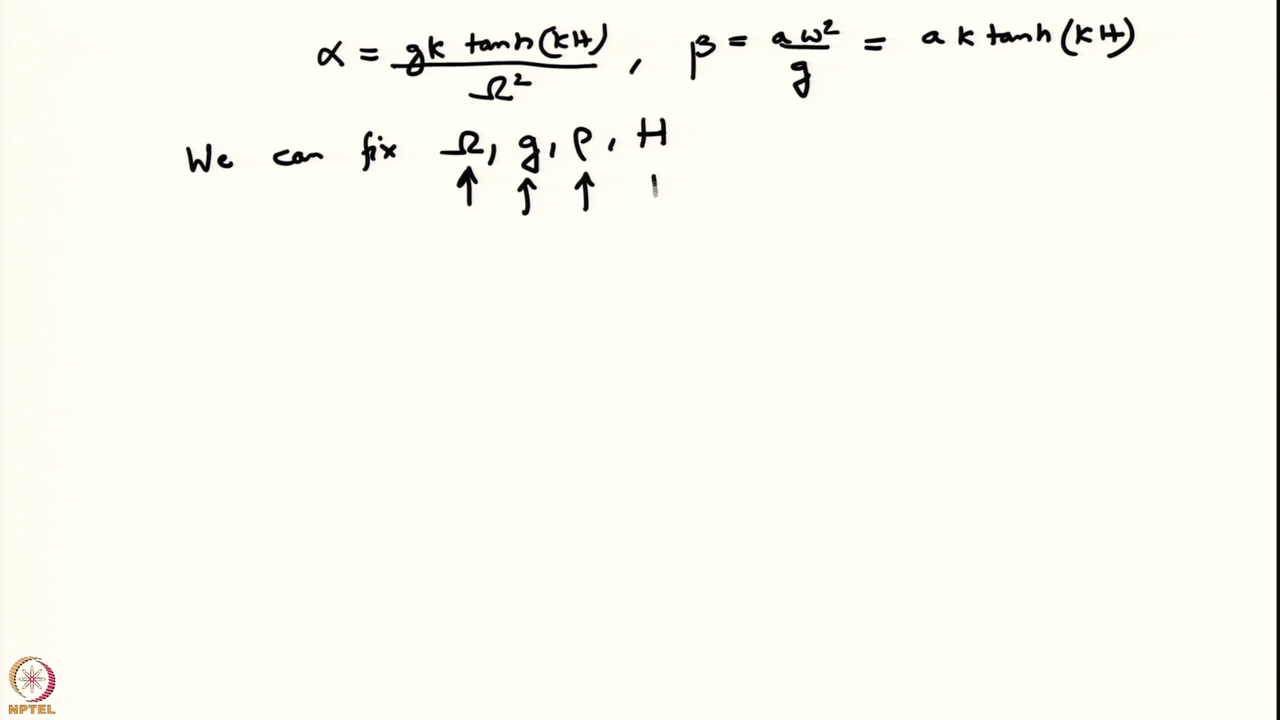 α = gk tanh(kH) / Ω² , β = aω² / g = a k tanh(kH)
We can fix Ω, g, ρ, H
↑ ↑ ↑
NPTEL